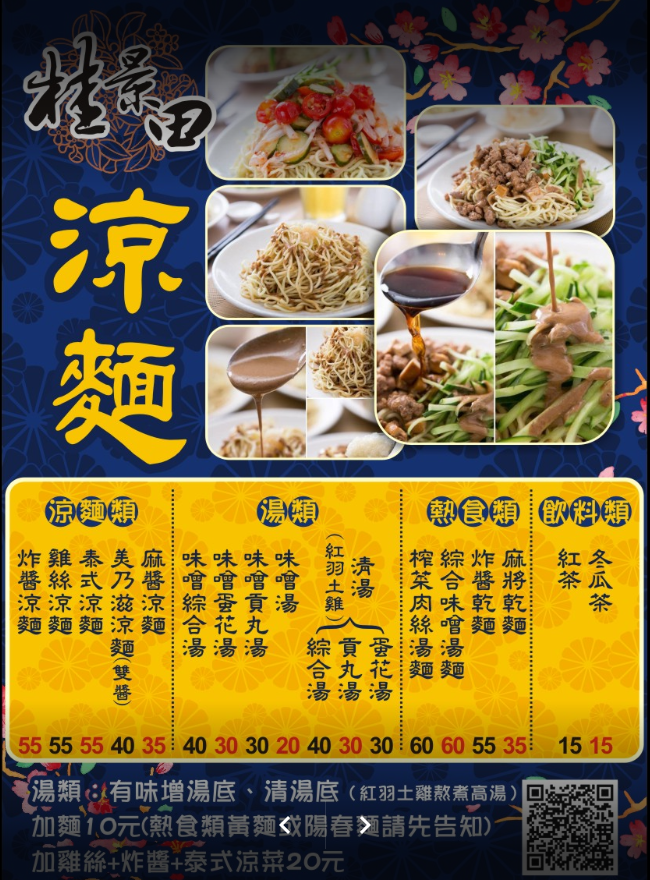 桂景田
涼麵
涼麵類
麻醬涼麵 35
美乃滋涼麵(雙醬) 40
泰式涼麵 55
雞絲涼麵 55
炸醬涼麵 55
湯類
味噌湯 20
味噌貢丸湯 30
味噌蛋花湯 30
味噌綜合湯 40
清湯
(紅羽土雞)
蛋花湯 30
貢丸湯 30
綜合湯 40
熱食類
麻將乾麵 35
炸醬乾麵 55
綜合味噌湯麵 60
榨菜肉絲湯麵 60
飲料類
冬瓜茶 15
紅茶 15
湯類：有味增湯底、清湯底（紅羽土雞熬煮高湯）
加麵10元(熱食類黃麵或陽春麵請先告知)
加雞絲+炸醬+泰式涼菜20元